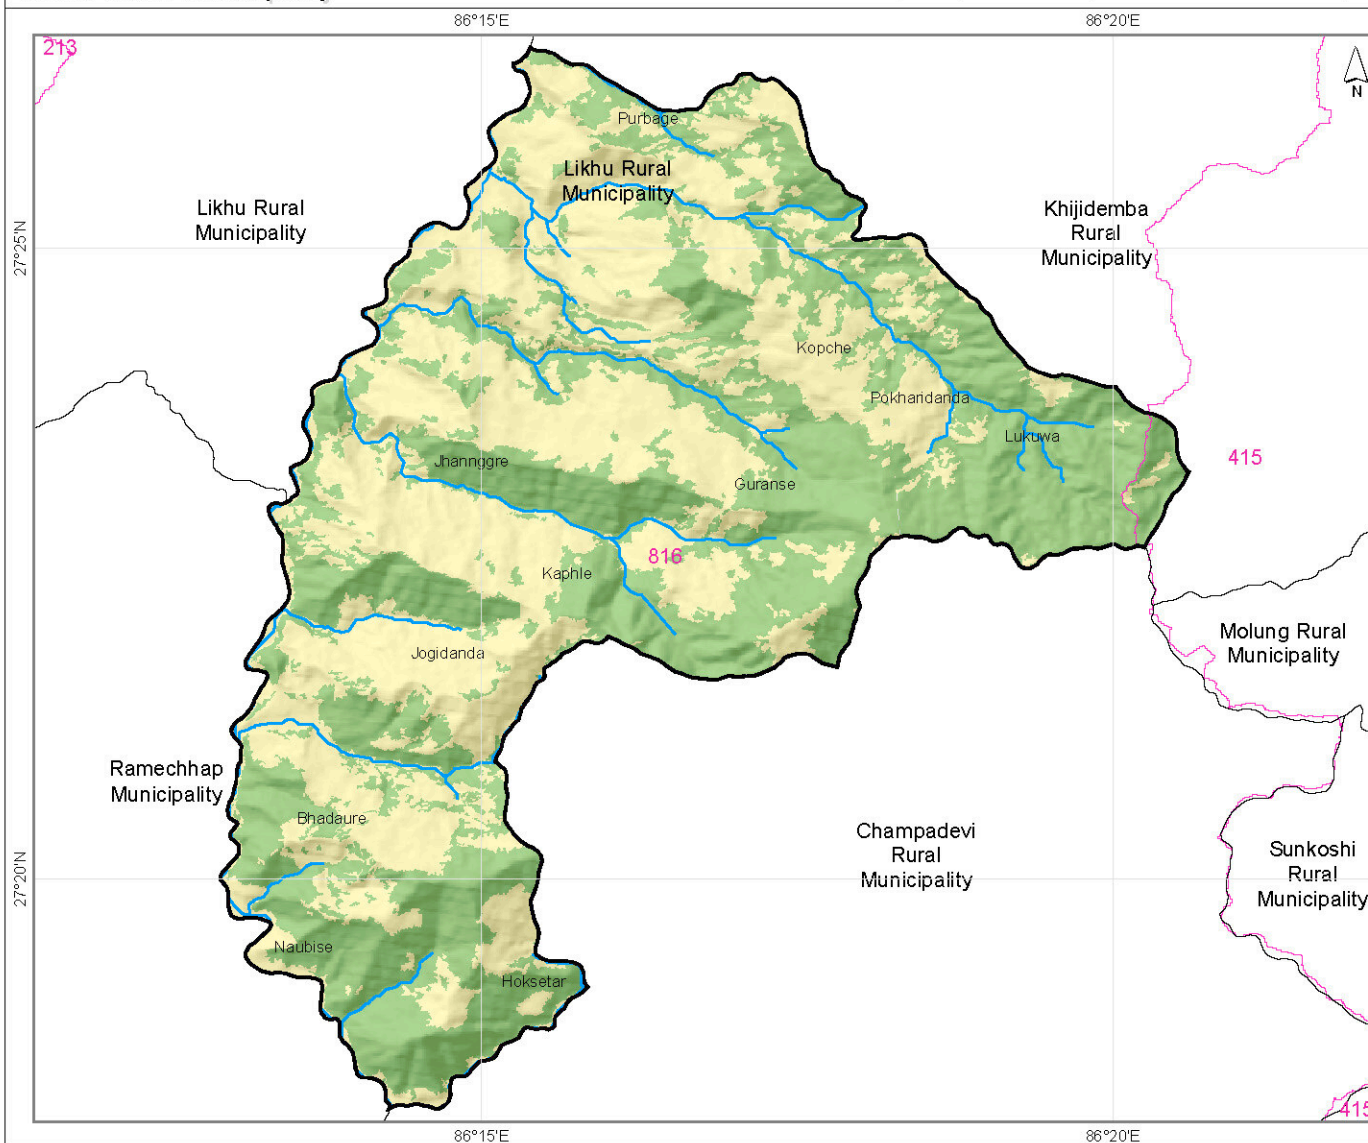 86°15'E
86°20'E
213
N
Purbage
Likhu Rural
Municipality
Likhu Rural
Municipality
Khijidemba
Rural
Municipality
27°25'N
Kopche
Pokharidanda
Lukuwa
Jhannggre
415
Guranse
816
Kaphle
Molung Rural
Municipality
Jogidanda
Ramechhap
Municipality
Bhadaure
Champadevi
Rural
Municipality
Sunkoshi
Rural
Municipality
27°20'N
Naubise
Hoksetar
415
86°15'E
86°20'E